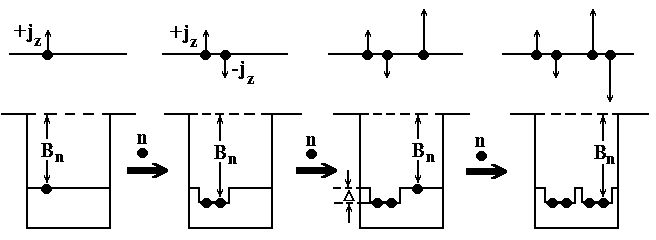 +jz +jz
-jz
n n n
Bn Bn Bn Bn
Δ